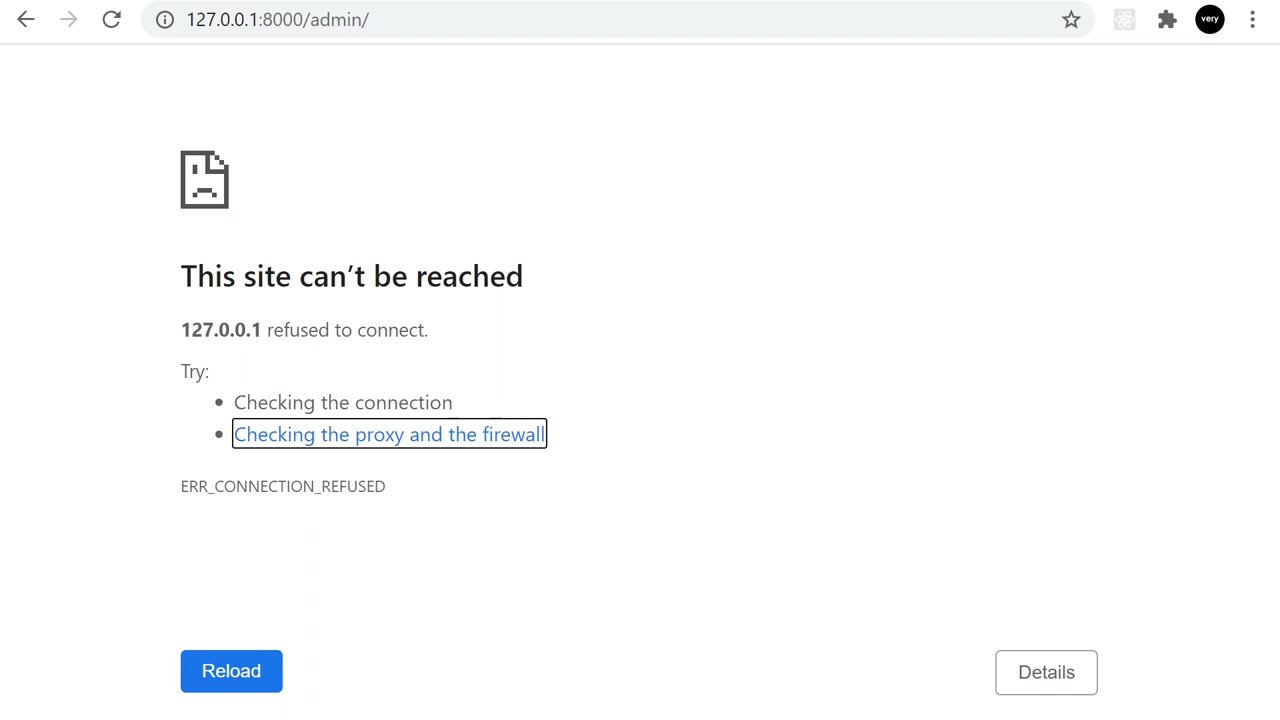 127.0.0.1:8000/admin/
very
This site can’t be reached
127.0.0.1 refused to connect.
Try:
Checking the connection
Checking the proxy and the firewall
ERR_CONNECTION_REFUSED
Reload
Details